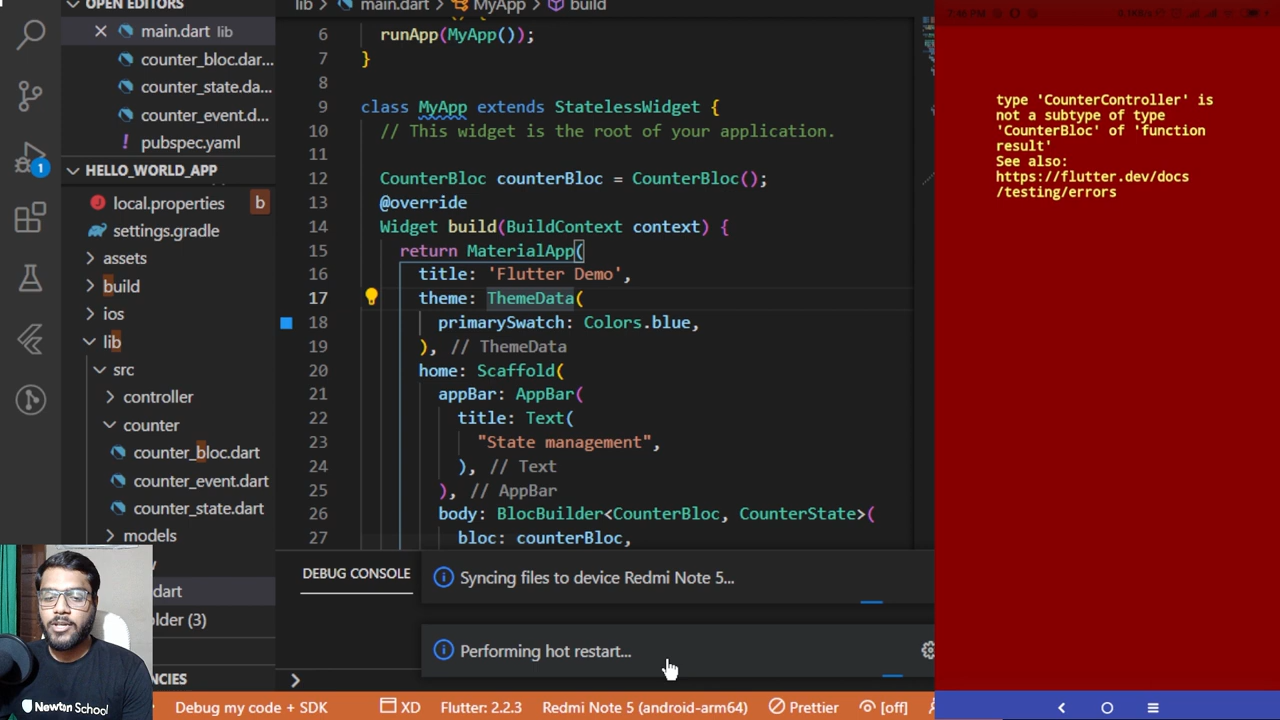 OPEN EDITORS
main.dart lib
counter_bloc.dar...
counter_state.da...
counter_event.d...
pubspec.yaml
HELLO_WORLD_APP
local.properties b
settings.gradle
assets
build
ios
lib
src
controller
counter
counter_bloc.dart
counter_event.dart
counter_state.dart
models
.dart
older (3)
NCIES
1
lib main.dart MyApp build
6 runApp(MyApp());
7 }
8
9 class MyApp extends StatelessWidget {
10 // This widget is the root of your application.
11
12 CounterBloc counterBloc = CounterBloc();
13 @override
14 Widget build(BuildContext context) {
15 return MaterialApp(
16 title: 'Flutter Demo',
17 theme: ThemeData(
18 primarySwatch: Colors.blue,
19 ), // ThemeData
20 home: Scaffold(
21 appBar: AppBar(
22 title: Text(
23 "State management",
24 ), // Text
25 ), // AppBar
26 body: BlocBuilder<CounterBloc, CounterState>(
27 bloc: counterBloc,
DEBUG CONSOLE
Syncing files to device Redmi Note 5...
Performing hot restart...
type 'CounterController' is
not a subtype of type
'CounterBloc' of 'function
result'
See also:
https://flutter.dev/docs
/testing/errors
Newton School
Debug my code + SDK XD Flutter: 2.2.3 Redmi Note 5 (android-arm64) Prettier [off]